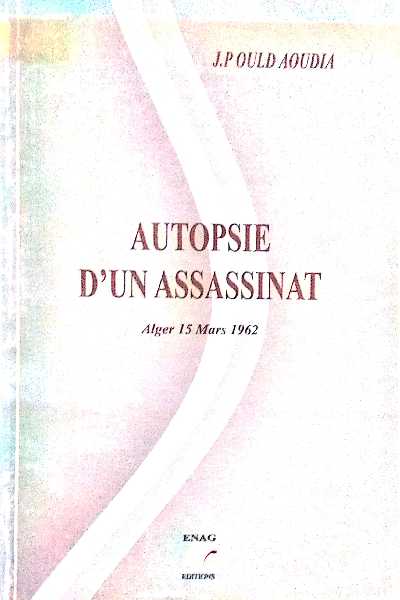 J.P OULD AOUDIA
AUTOPSIE
D'UN ASSASSINAT
Alger 15 Mars 1962
ENAG
EDITIONS